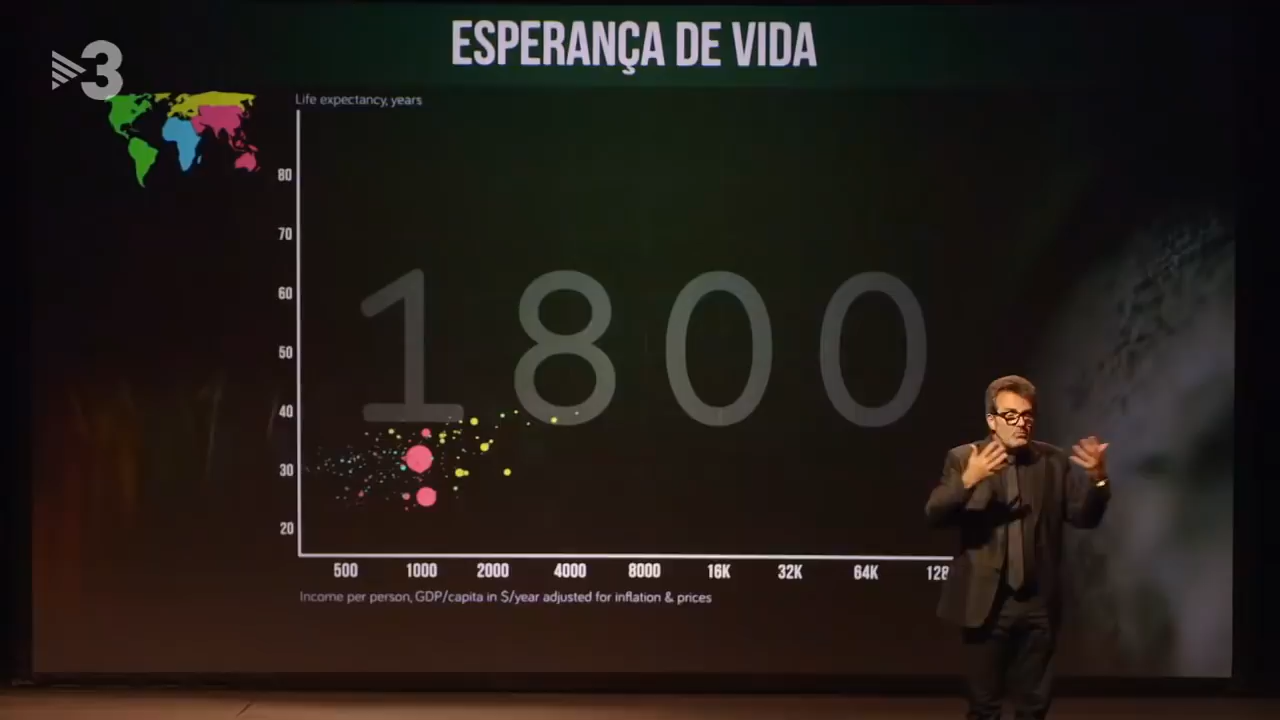 ESPERANÇA DE VIDA
3
Life expectancy, years
80
70
60
50
40
30
20
1800
500 1000 2000 4000 8000 16K 32K 64K 128
Income per person, GDP/capita in $/year adjusted for inflation & prices